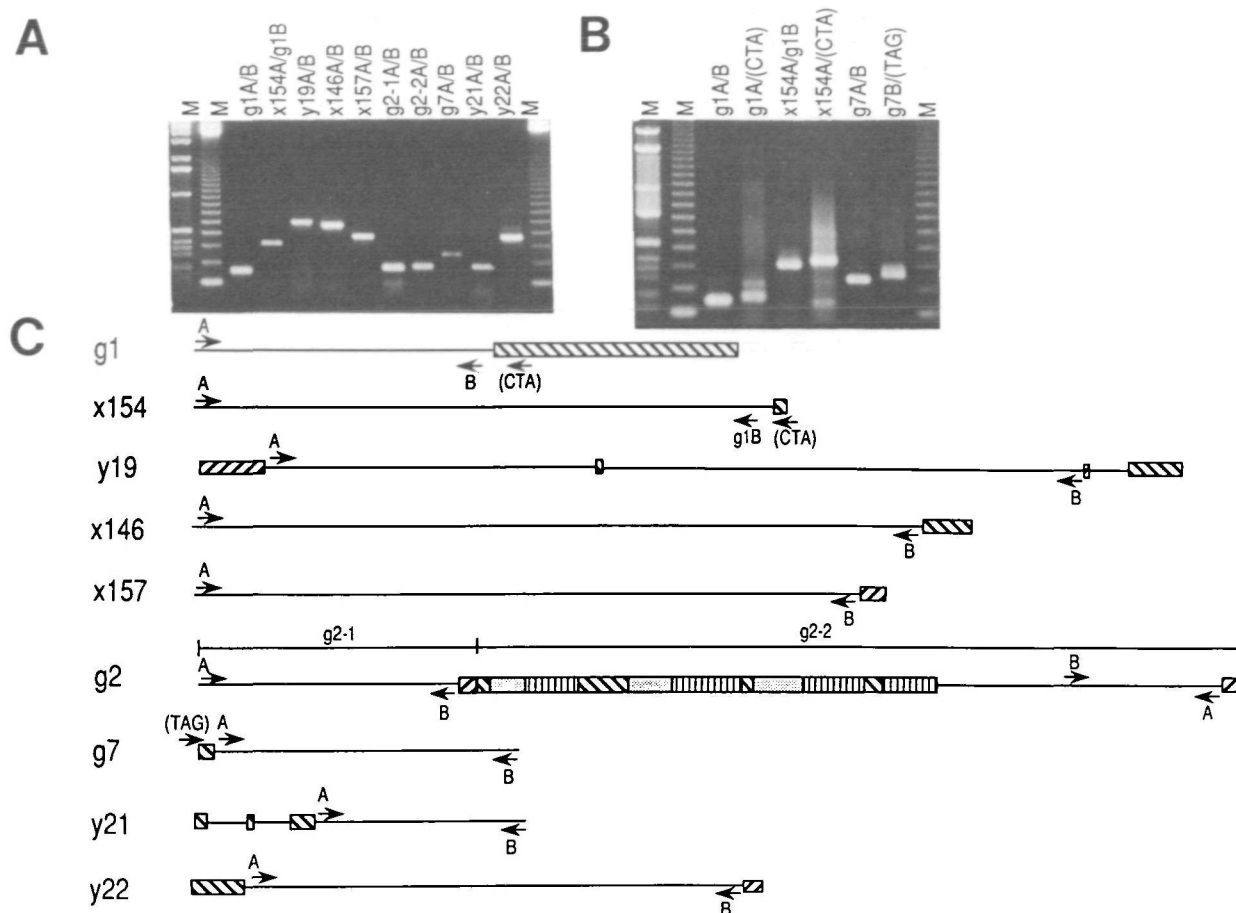 A
M
M
g1A/B
x154A/g1B
y19A/B
x146A/B
x157A/B
g2-1A/B
g2-2A/B
g7A/B
y21A/B
y22A/B
M
B
M
M
g1A/B
g1A/(CTA)
x154A/g1B
x154A/(CTA)
g7A/B
g7B/(TAG)
M
C
g1
A
B
(CTA)
x154
A
g1B
(CTA)
y19
A
B
x146
A
B
x157
A
B
g2-1
g2-2
g2
A
B
B
A
g7
(TAG)
A
B
y21
A
B
y22
A
B